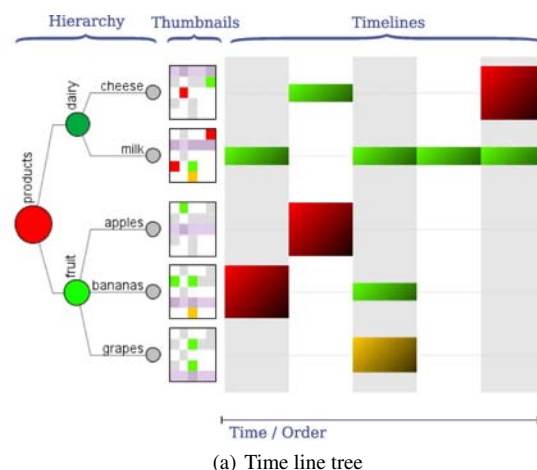 Hierarchy Thumbnails Timelines
cheese
dairy
milk
products
apples
fruit
bananas
grapes
Time / Order
(a) Time line tree